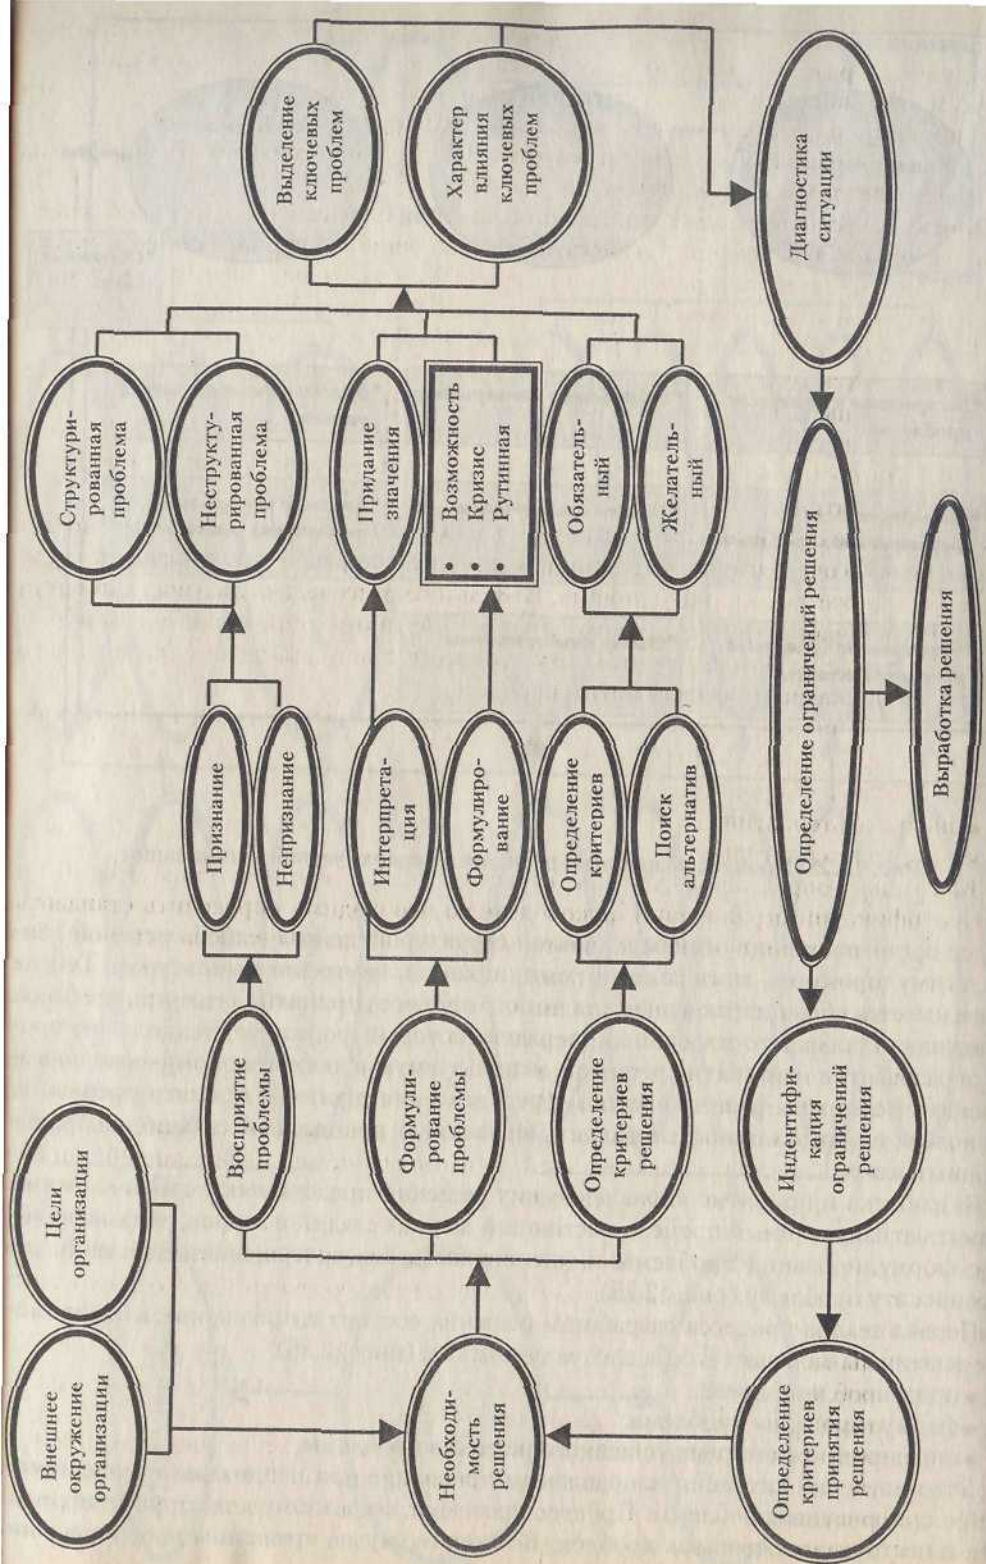 Внешнее
окружение
организации
Цели
организации
Необходи-
мость
решения
Определение
критериев
принятия
решения
Восприятие
проблемы
Формули-
рование
проблемы
Определение
критериев
решения
Идентифи-
кация
ограничений
решения
Признание
Непризнание
Интерпрета-
ция
Формулиро-
вание
Определение
критериев
Поиск
альтернатив
Структури-
рованная
проблема
Неструкту-
рированная
проблема
Придание
значения
• Возможность
• Кризис
• Рутинная
Обязатель-
ный
Желатель-
ный
Выделение
ключевых
проблем
Характер
влияния
ключевых
проблем
Диагностика
ситуации
Определение ограничений решения
Выработка решения